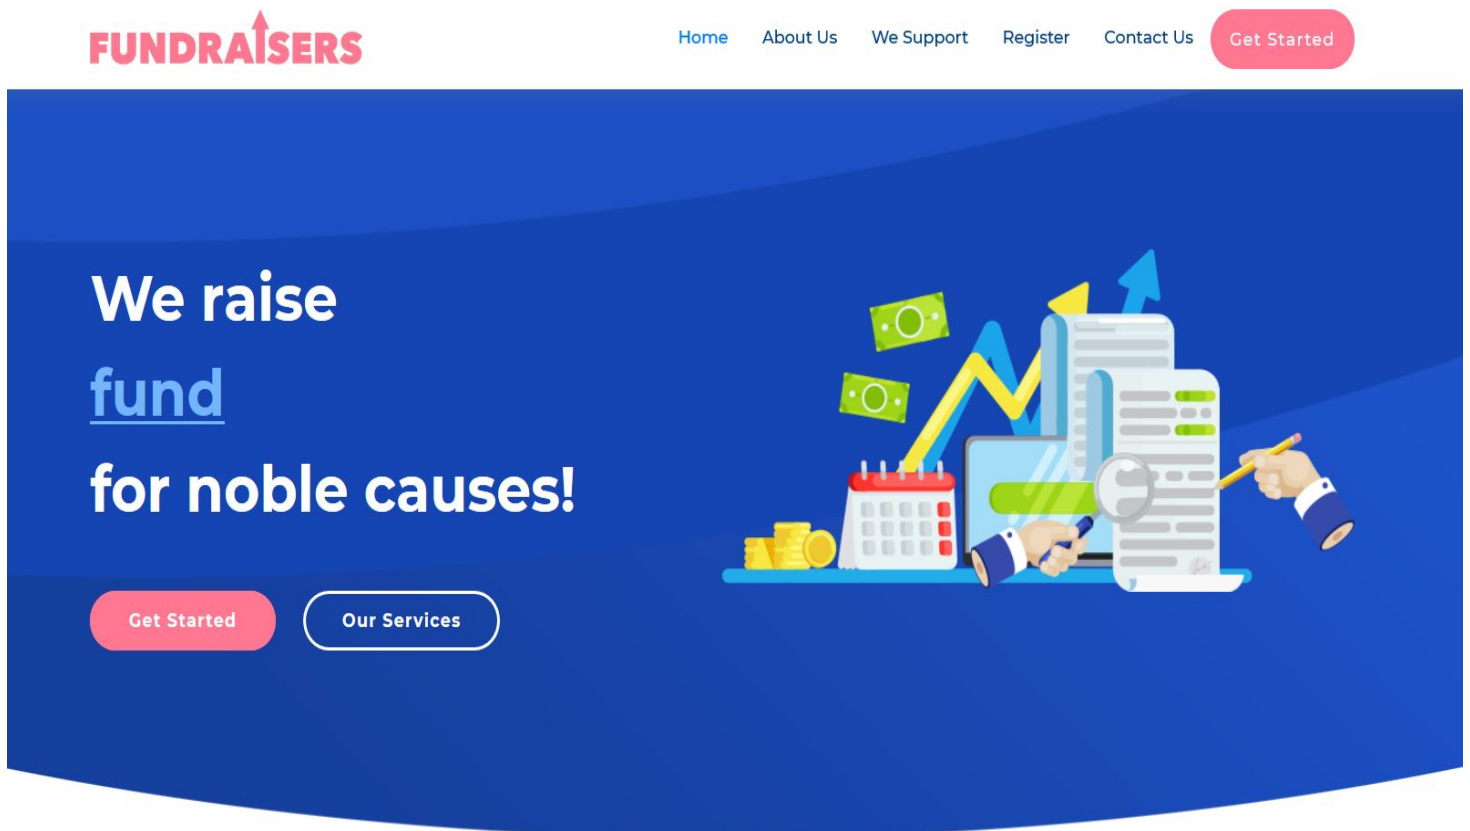 FUNDRAISERS
Home About Us We Support Register Contact Us Get Started
We raise
fund
for noble causes!
Get Started Our Services